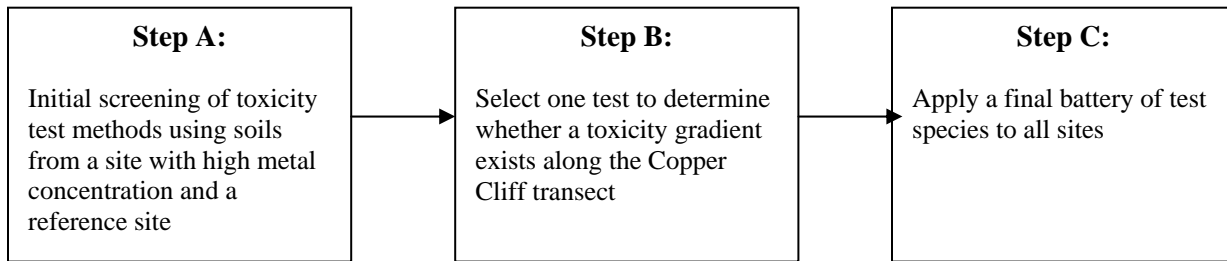 Step A:
Initial screening of toxicity
test methods using soils
from a site with high metal
concentration and a
reference site
Step B:
Select one test to determine
whether a toxicity gradient
exists along the Copper
Cliff transect
Step C:
Apply a final battery of test
species to all sites